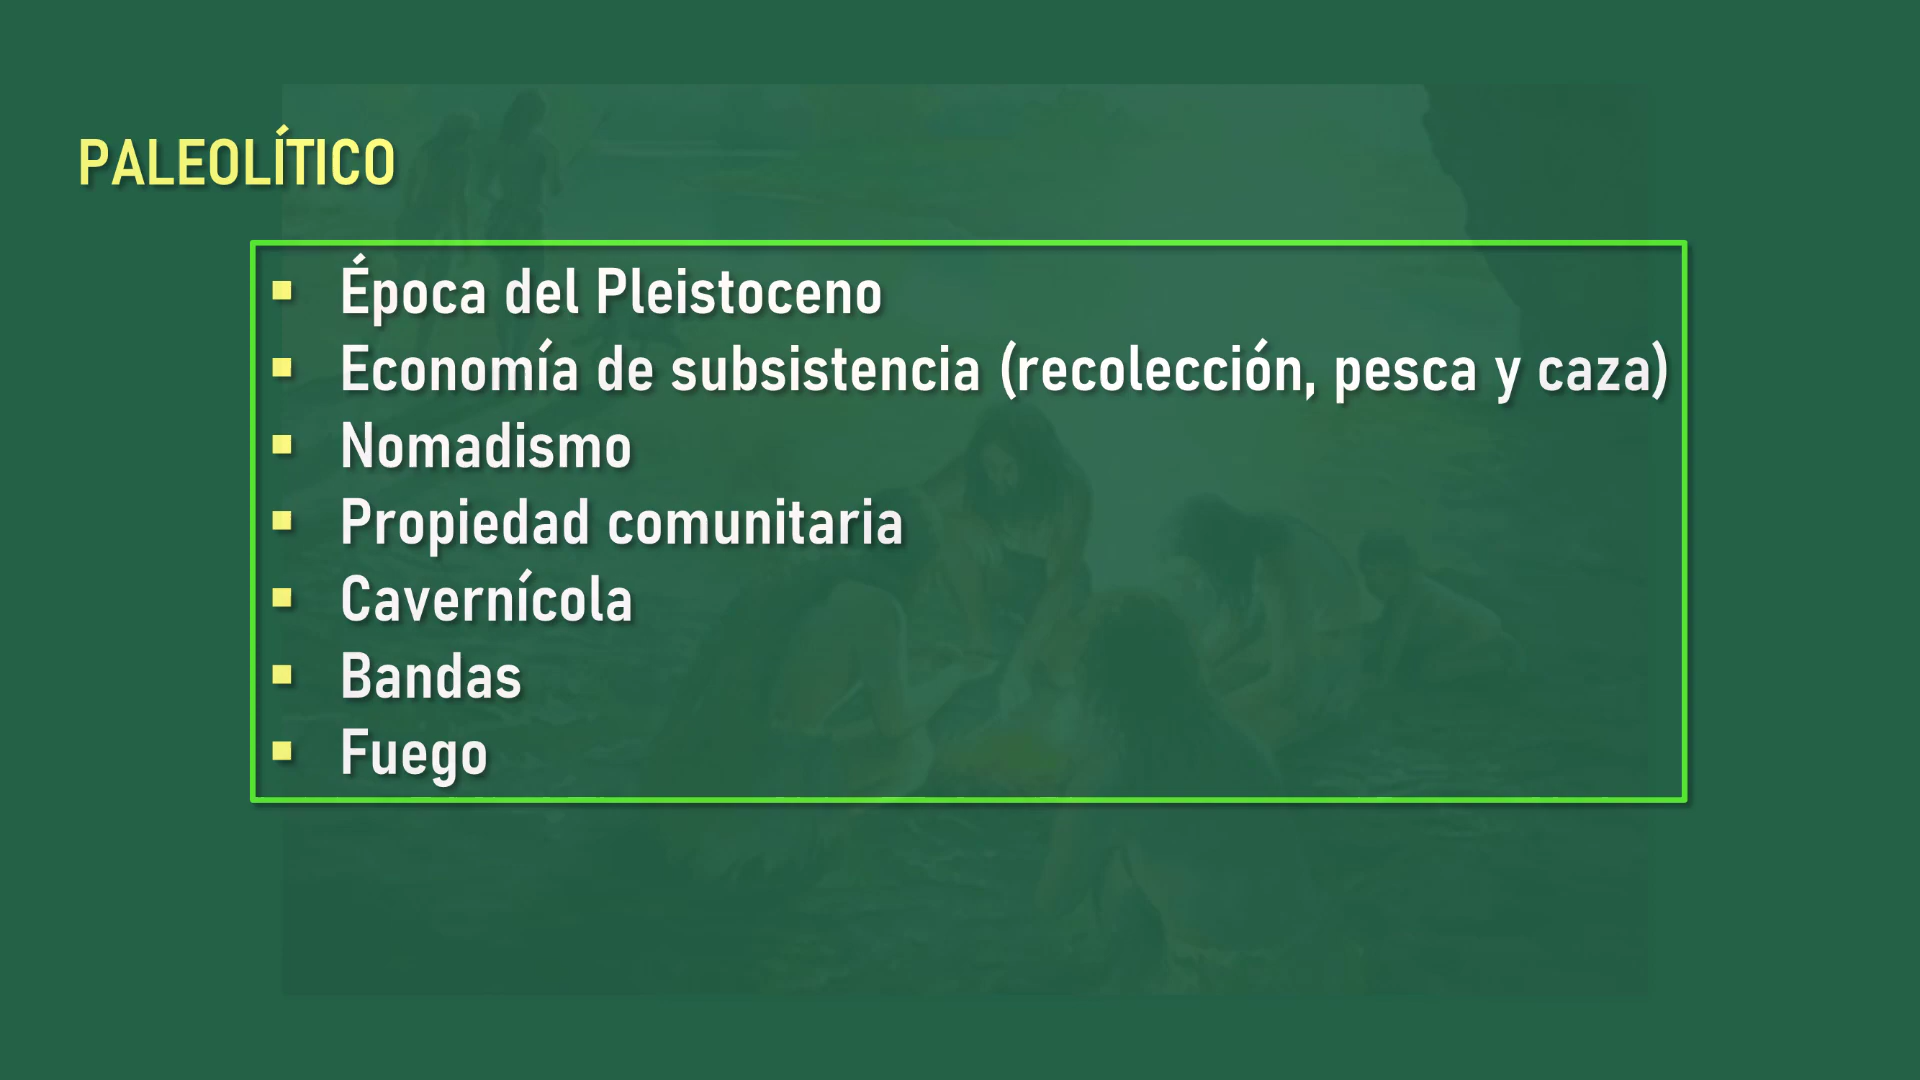 PALEOLÍTICO
▪ Época del Pleistoceno
▪ Economía de subsistencia (recolección, pesca y caza)
▪ Nomadismo
▪ Propiedad comunitaria
▪ Cavernícola
▪ Bandas
▪ Fuego